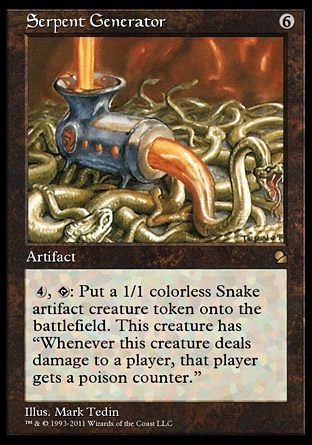 Serpent Generator 6
TEDIN
Artifact
4, : Put a 1/1 colorless Snake
artifact creature token onto the
battlefield. This creature has
“Whenever this creature deals
damage to a player, that player
gets a poison counter.”
Illus. Mark Tedin
™ & © 1993-2011 Wizards of the Coast LLC